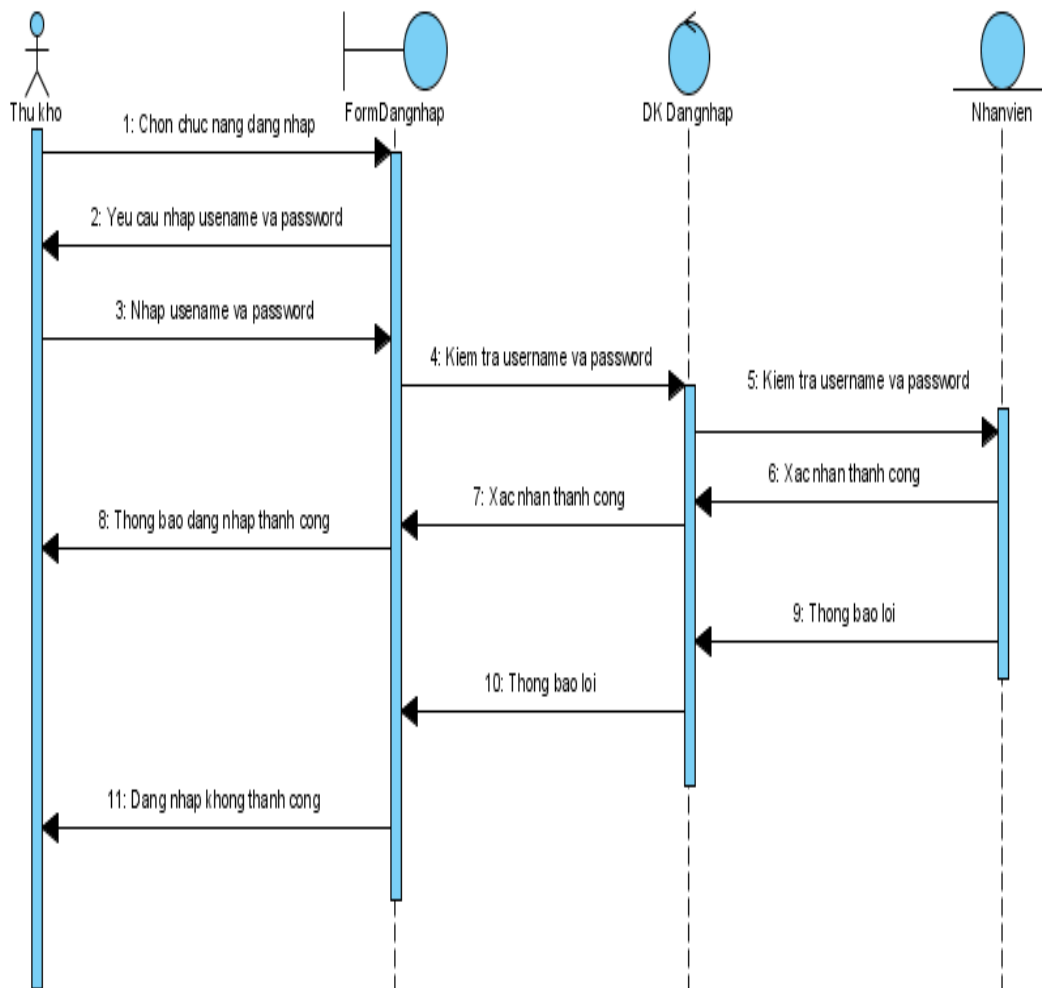 Thu kho
FormDangnhap
DK Dangnhap
Nhanvien
1: Chon chuc nang dang nhap
2: Yeu cau nhap usename va password
3: Nhap usename va password
4: Kiem tra username va password
5: Kiem tra username va password
6: Xac nhan thanh cong
7: Xac nhan thanh cong
8: Thong bao dang nhap thanh cong
9: Thong bao loi
10: Thong bao loi
11: Dang nhap khong thanh cong